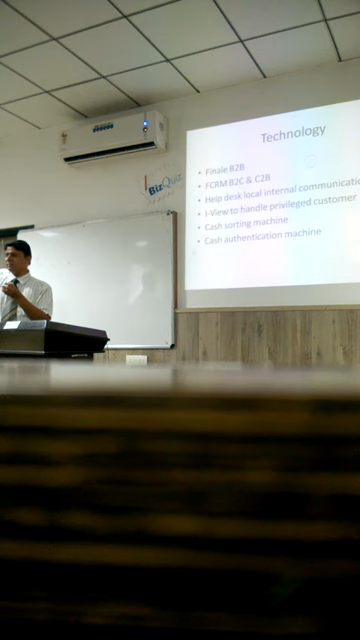 Technology
• Finale B2B
• FCRM B2C & C2B
• Help desk local internal communicatio
• i-View to handle privileged customer
• Cash sorting machine
• Cash authentication machine
BizQuiz